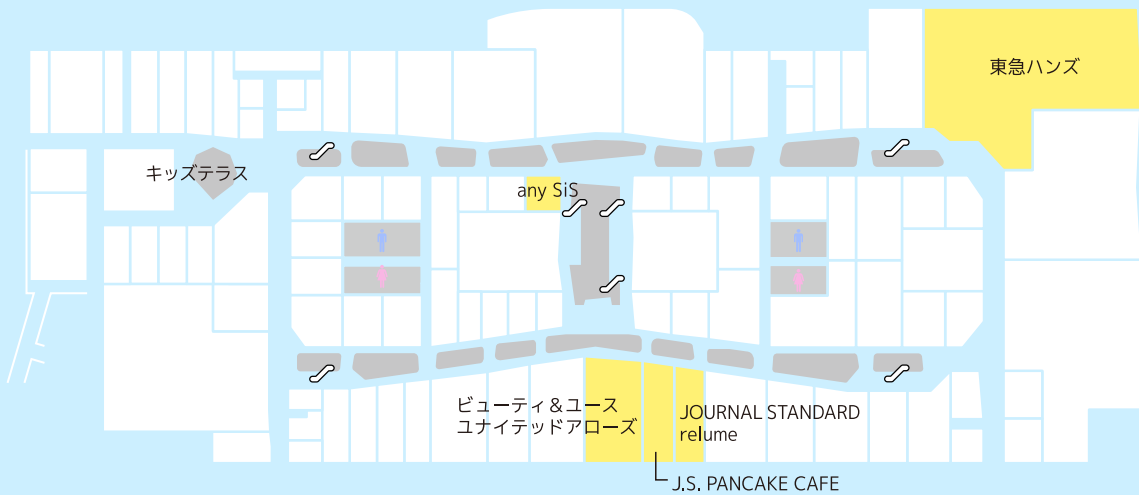 東急ハンズ
キッズテラス
any SiS
ビューティ＆ユース
ユナイテッドアローズ
JOURNAL STANDARD
relume
J.S. PANCAKE CAFE